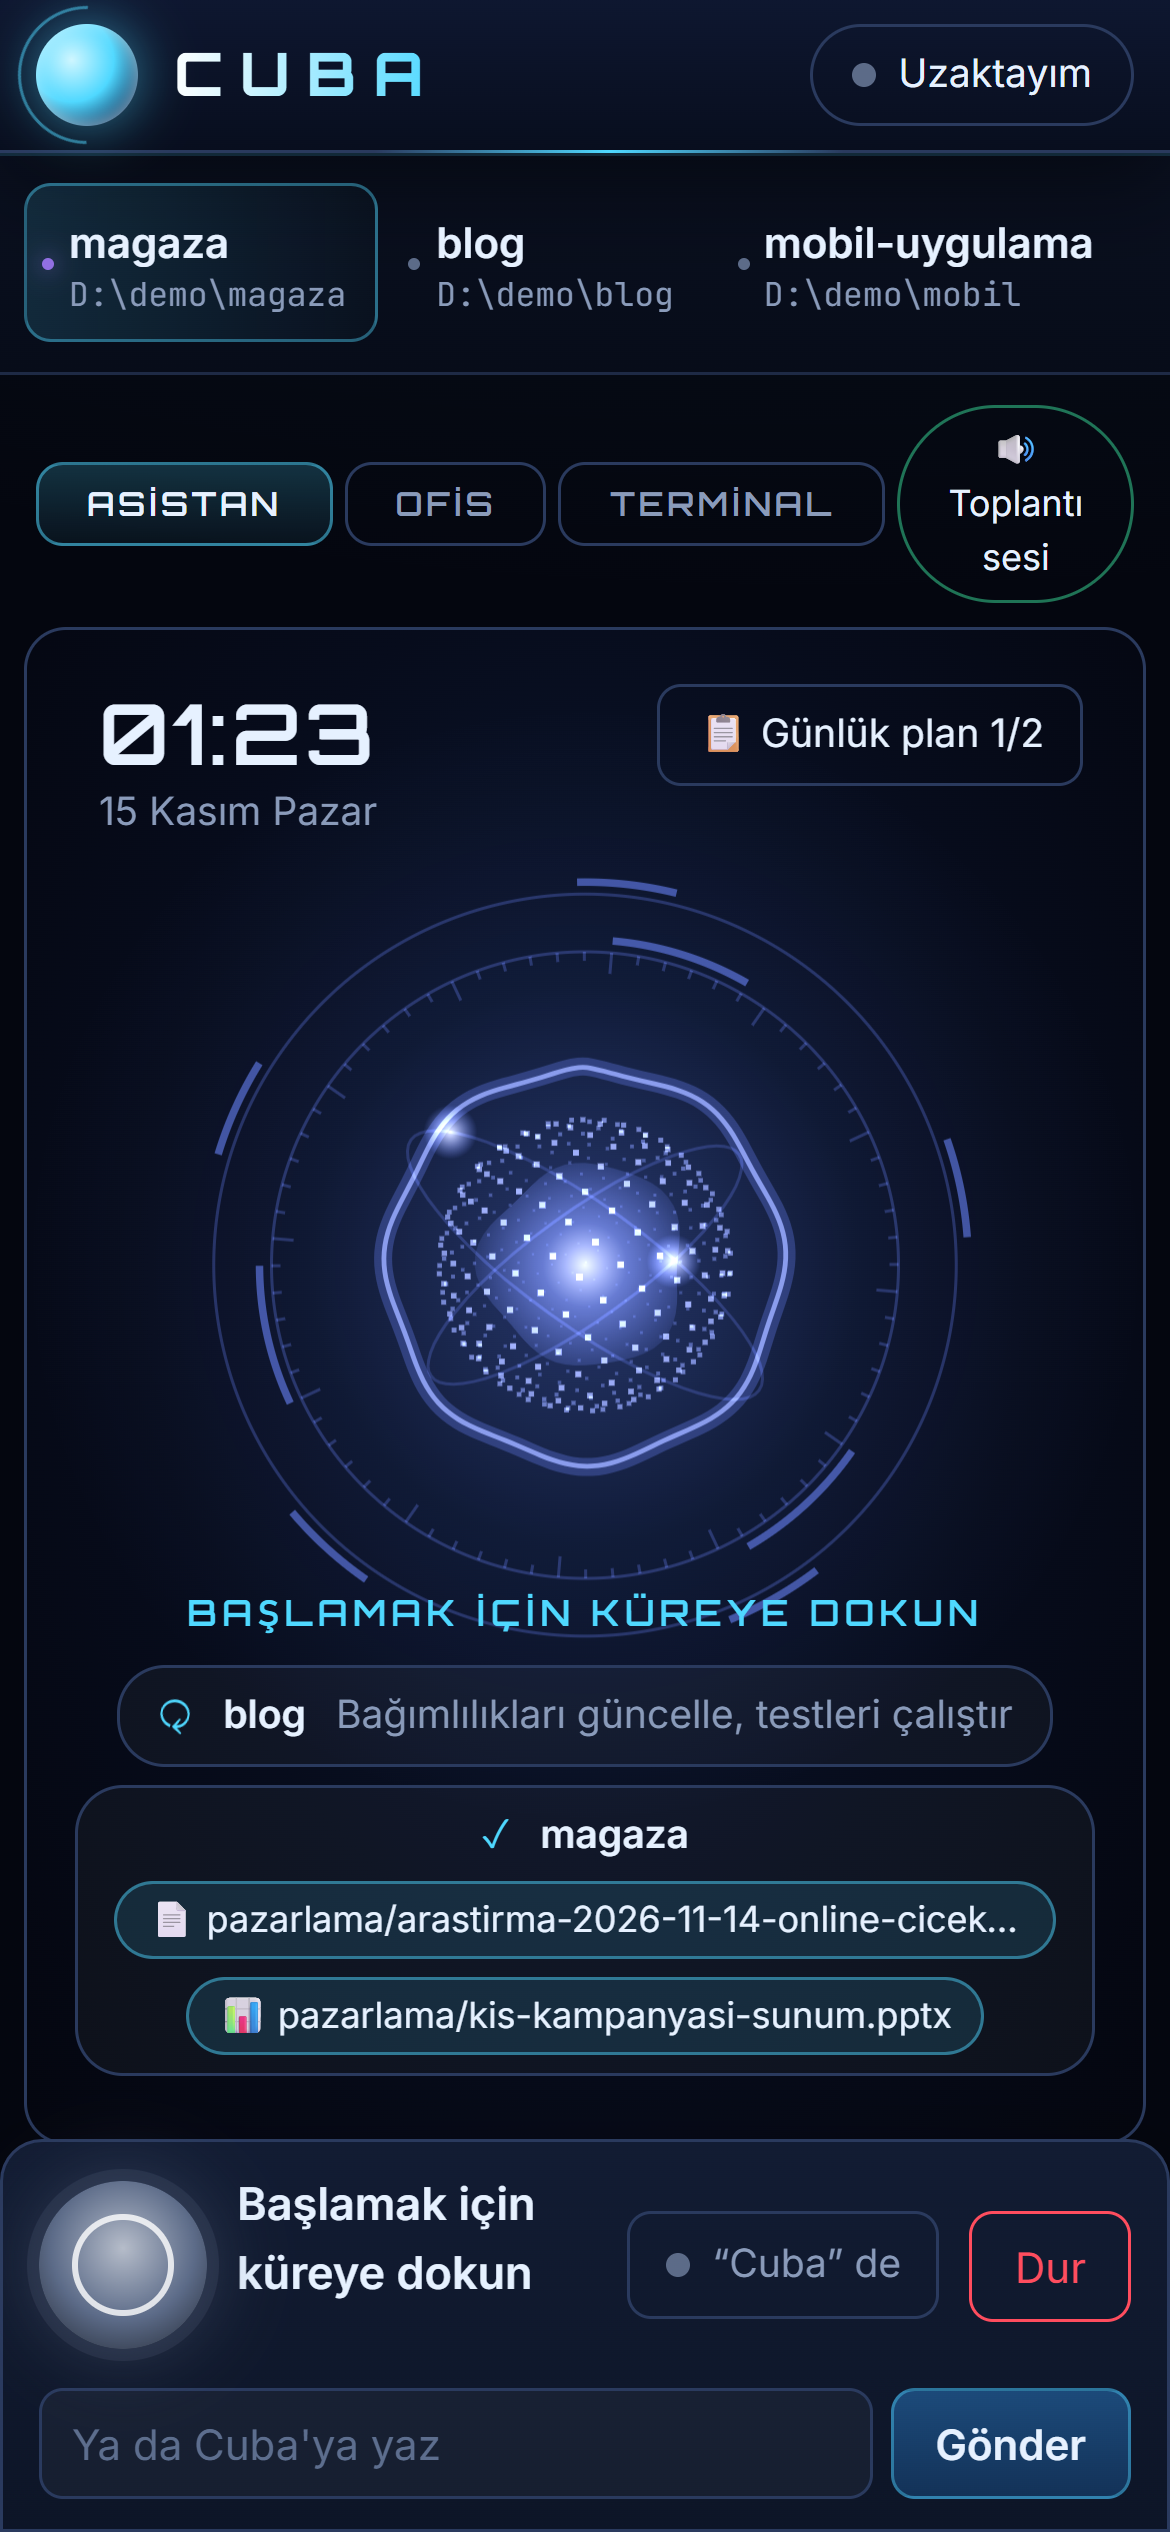 CUBA
Uzaktayım
magaza
D:\demo\magaza
blog
D:\demo\blog
mobil-uygulama
D:\demo\mobil
ASİSTAN
OFİS
TERMİNAL
Toplantı
sesi
01:23
15 Kasım Pazar
Günlük plan 1/2
BAŞLAMAK İÇİN KÜREYE DOKUN
blog Bağımlılıkları güncelle, testleri çalıştır
✓ magaza
pazarlama/arastirma-2026-11-14-online-cicek...
pazarlama/kis-kampanyasi-sunum.pptx
Başlamak için
küreye dokun
“Cuba” de
Dur
Ya da Cuba'ya yaz
Gönder